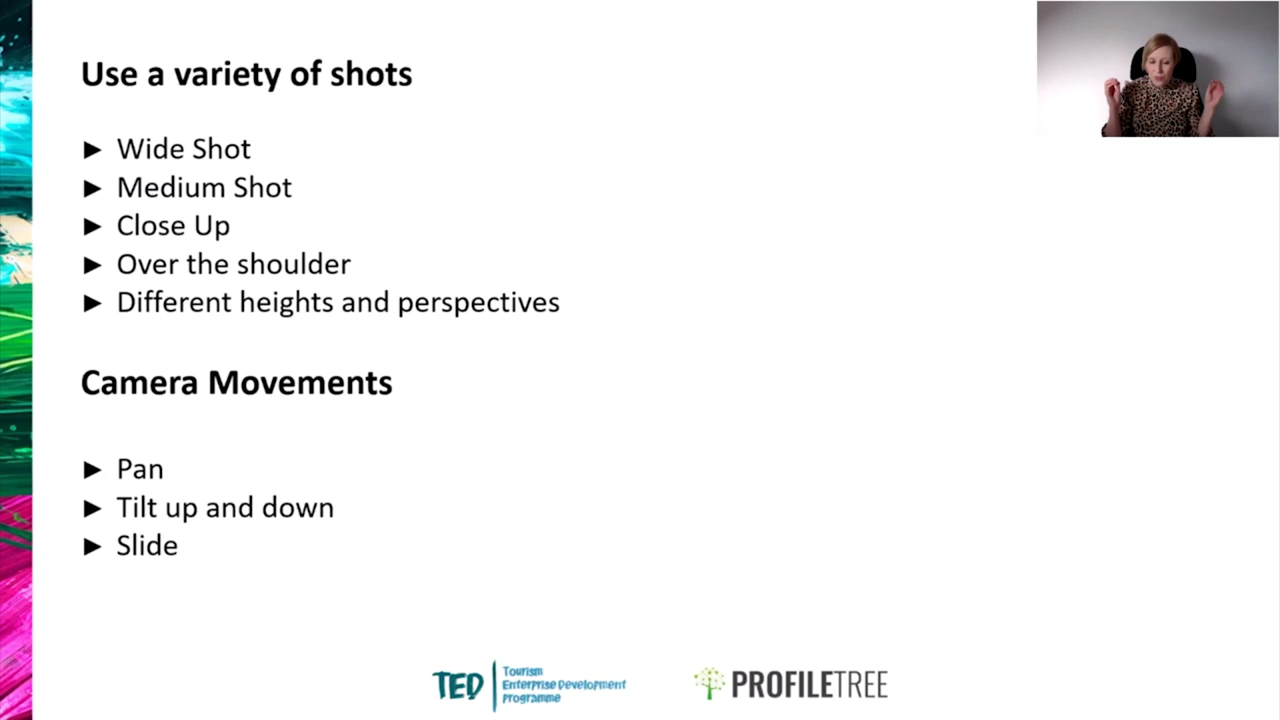 Use a variety of shots
► Wide Shot
► Medium Shot
► Close Up
► Over the shoulder
► Different heights and perspectives
Camera Movements
► Pan
► Tilt up and down
► Slide
TED
Tourism
Enterprise Development
Programme
PROFILETREE